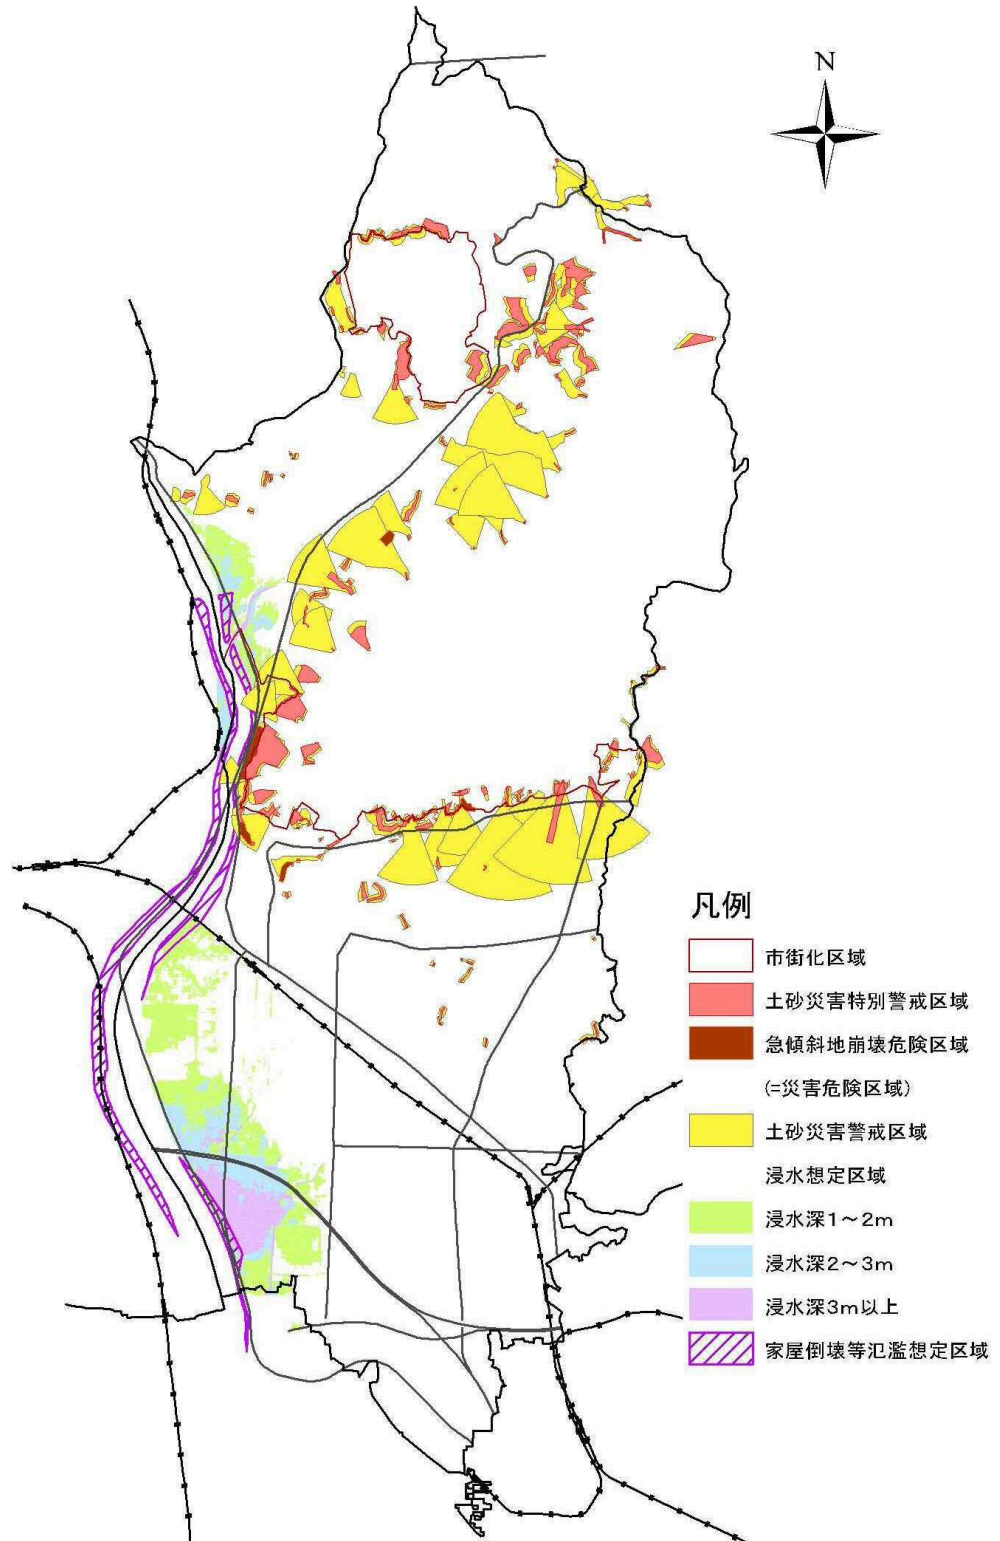 N
凡例
市街化区域
土砂災害特別警戒区域
急傾斜地崩壊危険区域
(=災害危険区域)
土砂災害警戒区域
浸水想定区域
浸水深1～2m
浸水深2～3m
浸水深3m以上
家屋倒壊等氾濫想定区域